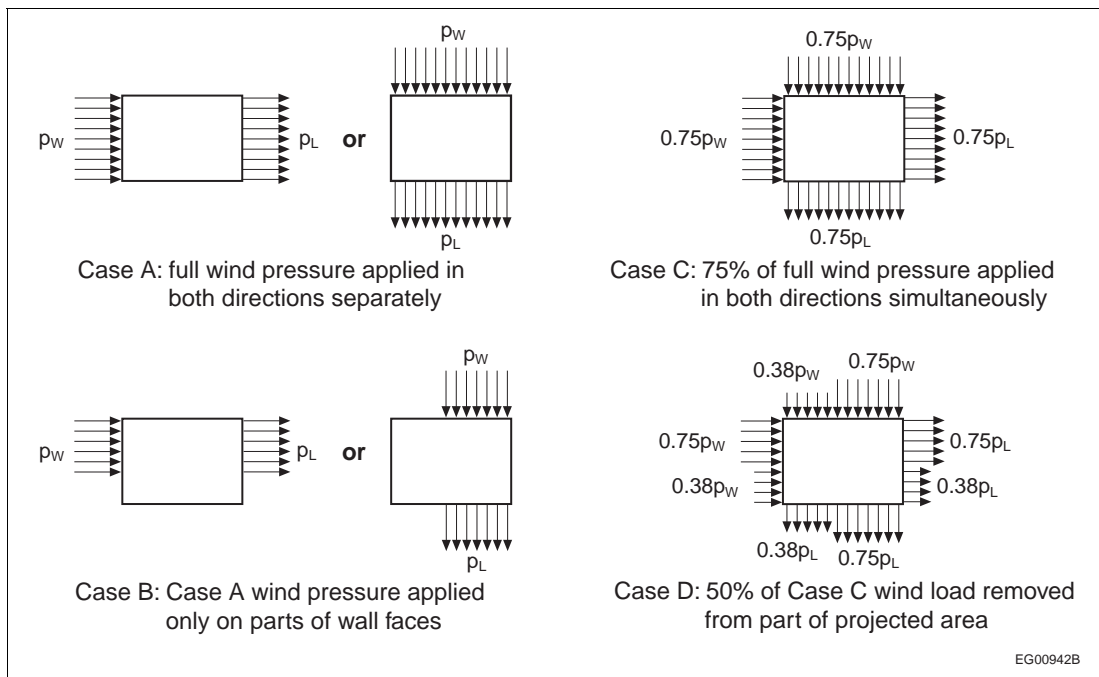 pW
pW pL or
pL
Case A: full wind pressure applied in
both directions separately
0.75pW
0.75pW 0.75pL
0.75pL
Case C: 75% of full wind pressure applied
in both directions simultaneously
pW
pW pL or
pL
Case B: Case A wind pressure applied
only on parts of wall faces
0.38pW 0.75pW
0.75pW 0.75pL
0.38pW 0.38pL
0.38pL 0.75pL
Case D: 50% of Case C wind load removed
from part of projected area
EG00942B